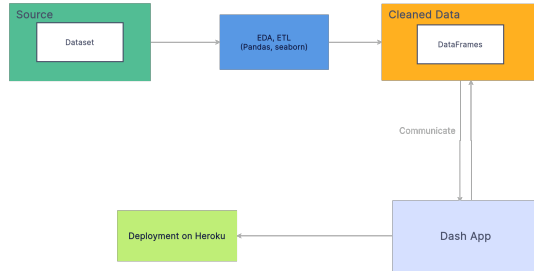 Source
Dataset
EDA, ETL
(Pandas, seaborn)
Cleaned Data
DataFrames
Communicate
Deployment on Heroku
Dash App